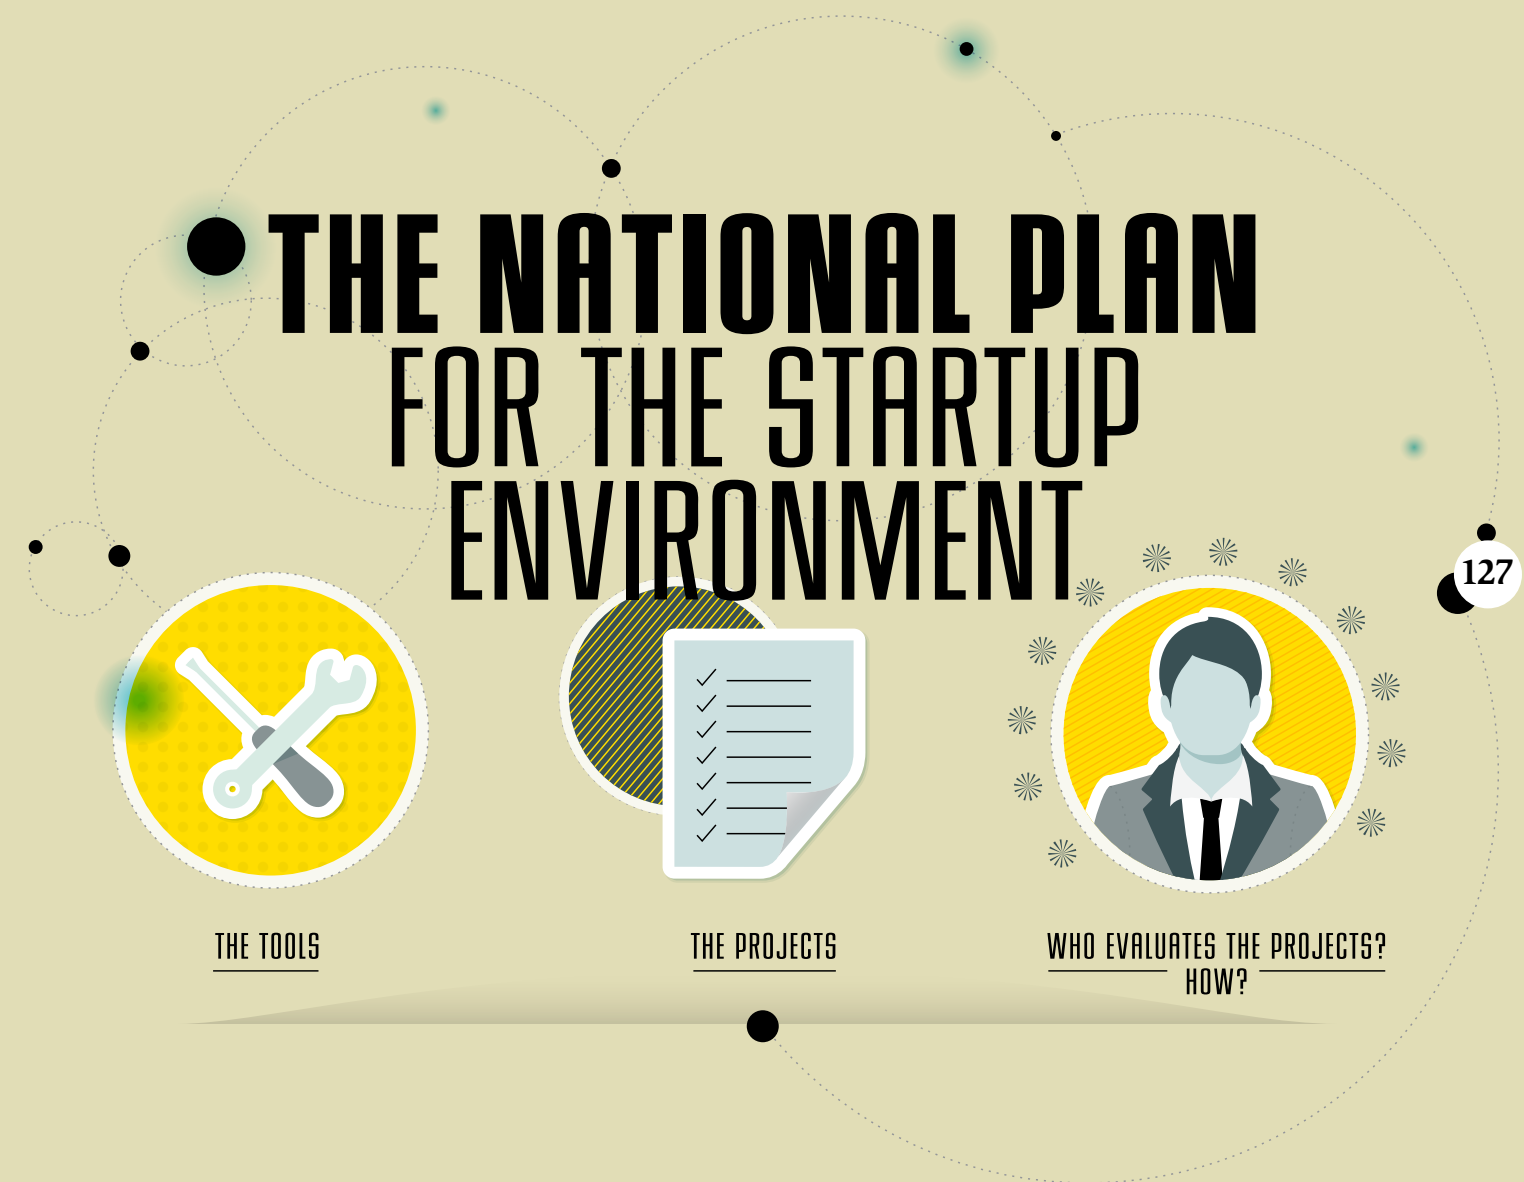 THE NATIONAL PLAN
FOR THE STARTUP
ENVIRONMENT
127
THE TOOLS
THE PROJECTS
WHO EVALUATES THE PROJECTS?
HOW?